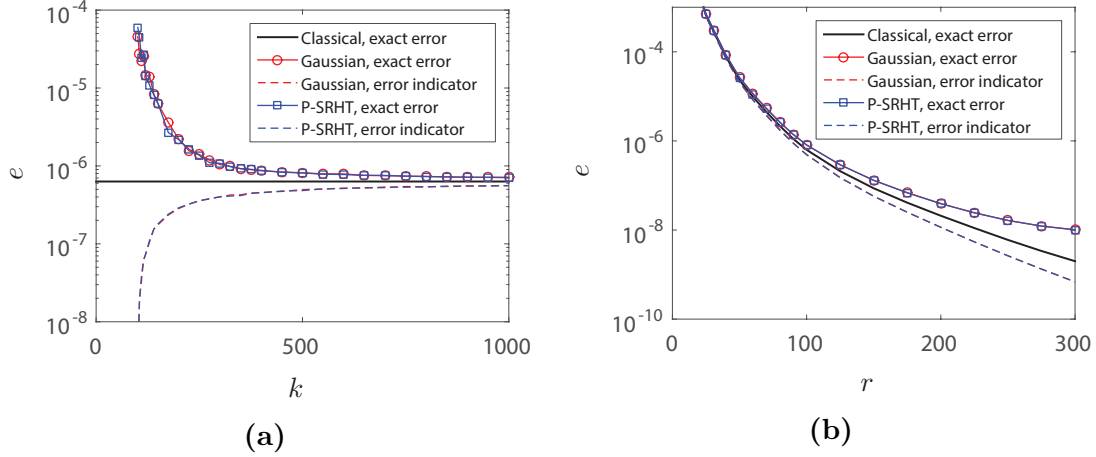 10^-4
10^-5
10^-6
10^-7
10^-8
e
Classical, exact error
Gaussian, exact error
Gaussian, error indicator
P-SRHT, exact error
P-SRHT, error indicator
0
500
1000
k
(a)
10^-4
10^-6
10^-8
10^-10
e
Classical, exact error
Gaussian, exact error
Gaussian, error indicator
P-SRHT, exact error
P-SRHT, error indicator
0
100
200
300
r
(b)